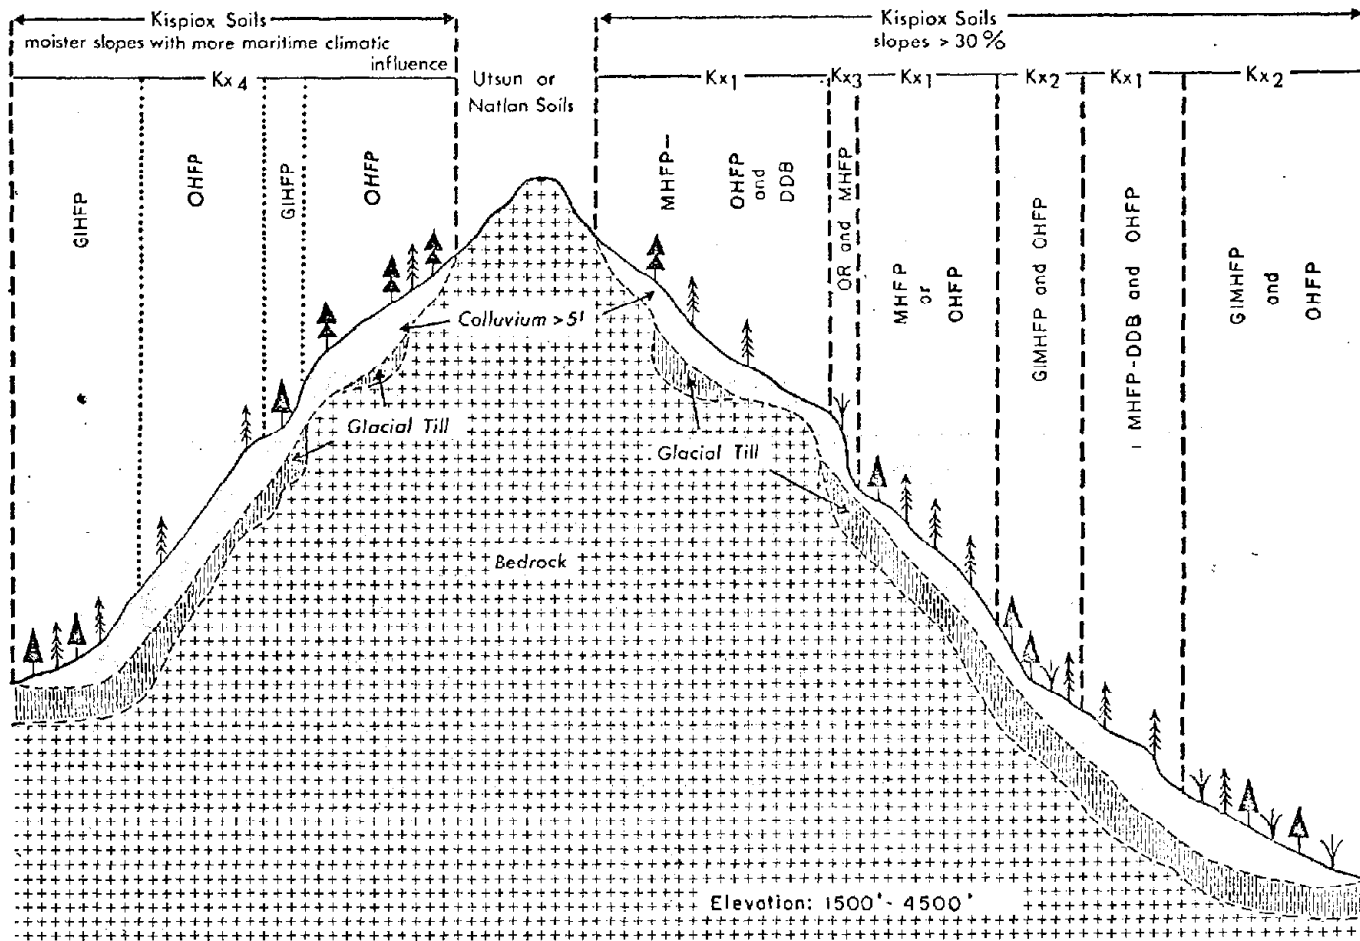 Kispiox Soils
moister slopes with more maritime climatic
influence
Kx4
Utsun or
Natlan Soils
Kispiox Soils
slopes > 30%
Kx1
Kx3
Kx1
Kx2
Kx1
Kx2
GIHFP
OHFP
GIHFP
OHFP
MHFP-
OHFP
and
DDB
OR and MHFP
MHFP
or
OHFP
GIMHFP and OHFP
MHFP-DDB and OHFP
GIMHFP
and
OHFP
Colluvium >5'
Glacial Till
Glacial Till
Bedrock
Elevation: 1500'- 4500'